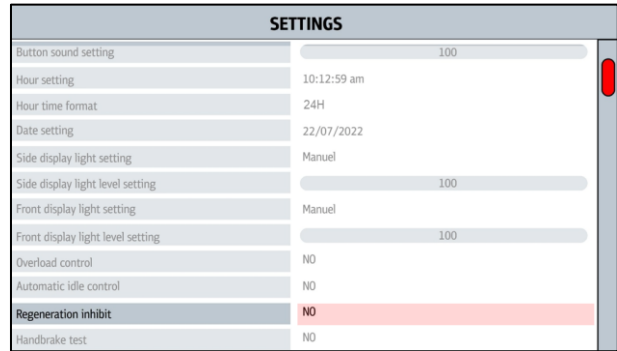 SETTINGS
Button sound setting 100
Hour setting 10:12:59 am
Hour time format 24H
Date setting 22/07/2022
Side display light setting Manuel
Side display light level setting 100
Front display light setting Manuel
Front display light level setting 100
Overload control NO
Automatic idle control NO
Regeneration inhibit NO
Handbrake test NO